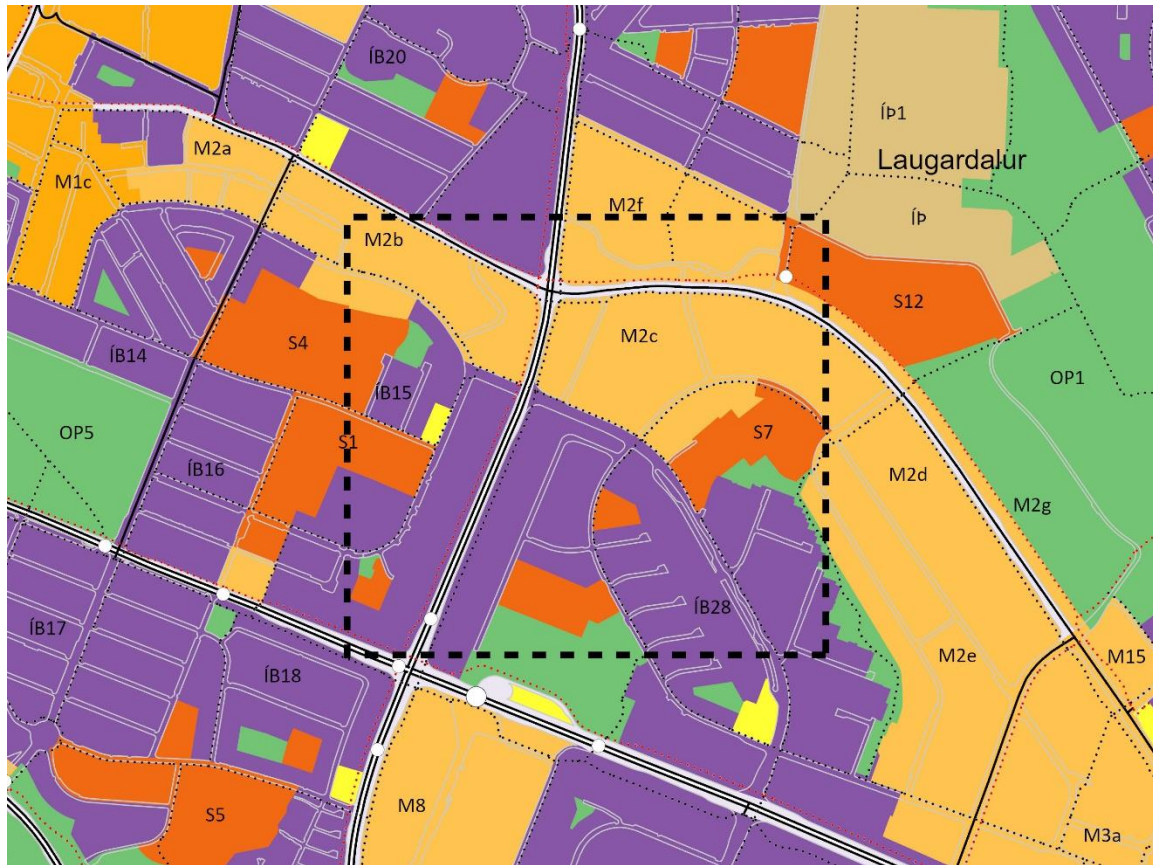 ÍB20
ÍÞ1
Laugardalur
M2a
M1c
M2f
ÍÞ
M2b
S12
M2c
S4
ÍB14
OP1
ÍB15
OP5
S1
S7
ÍB16
M2d
M2g
ÍB28
ÍB17
M2e
M15
ÍB18
M8
S5
M3a